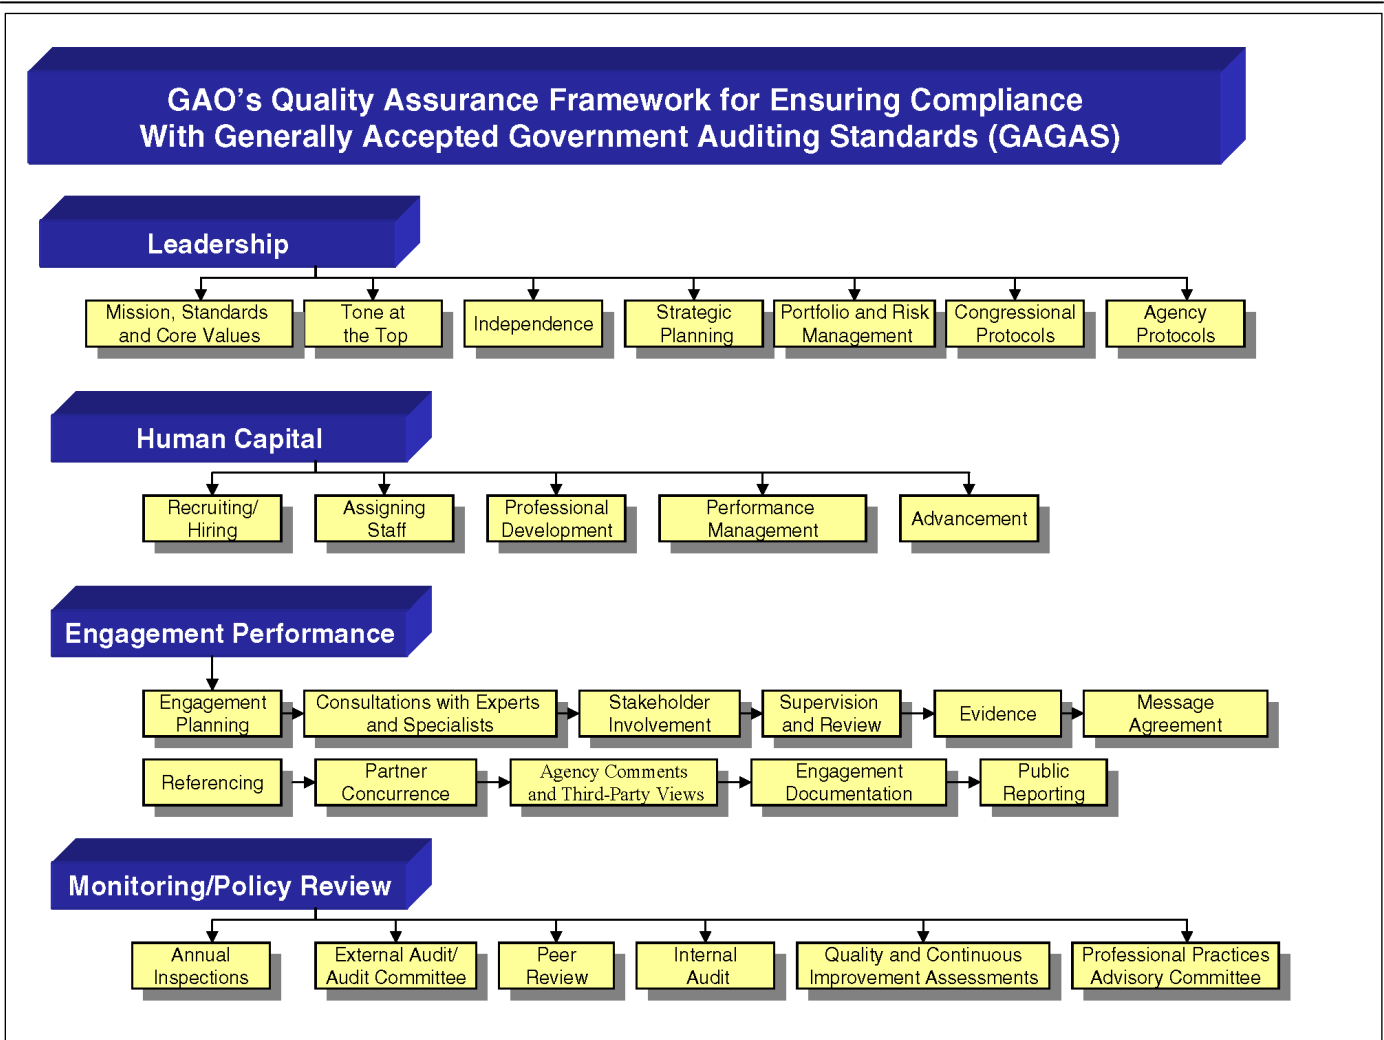 GAO's Quality Assurance Framework for Ensuring Compliance
With Generally Accepted Government Auditing Standards (GAGAS)
Leadership
Mission, Standards
and Core Values
Tone at
the Top
Independence
Strategic
Planning
Portfolio and Risk
Management
Congressional
Protocols
Agency
Protocols
Human Capital
Recruiting/
Hiring
Assigning
Staff
Professional
Development
Performance
Management
Advancement
Engagement Performance
Engagement
Planning
Consultations with Experts
and Specialists
Stakeholder
Involvement
Supervision
and Review
Evidence
Message
Agreement
Referencing
Partner
Concurrence
Agency Comments
and Third-Party Views
Engagement
Documentation
Public
Reporting
Monitoring/Policy Review
Annual
Inspections
External Audit/
Audit Committee
Peer
Review
Internal
Audit
Quality and Continuous
Improvement Assessments
Professional Practices
Advisory Committee